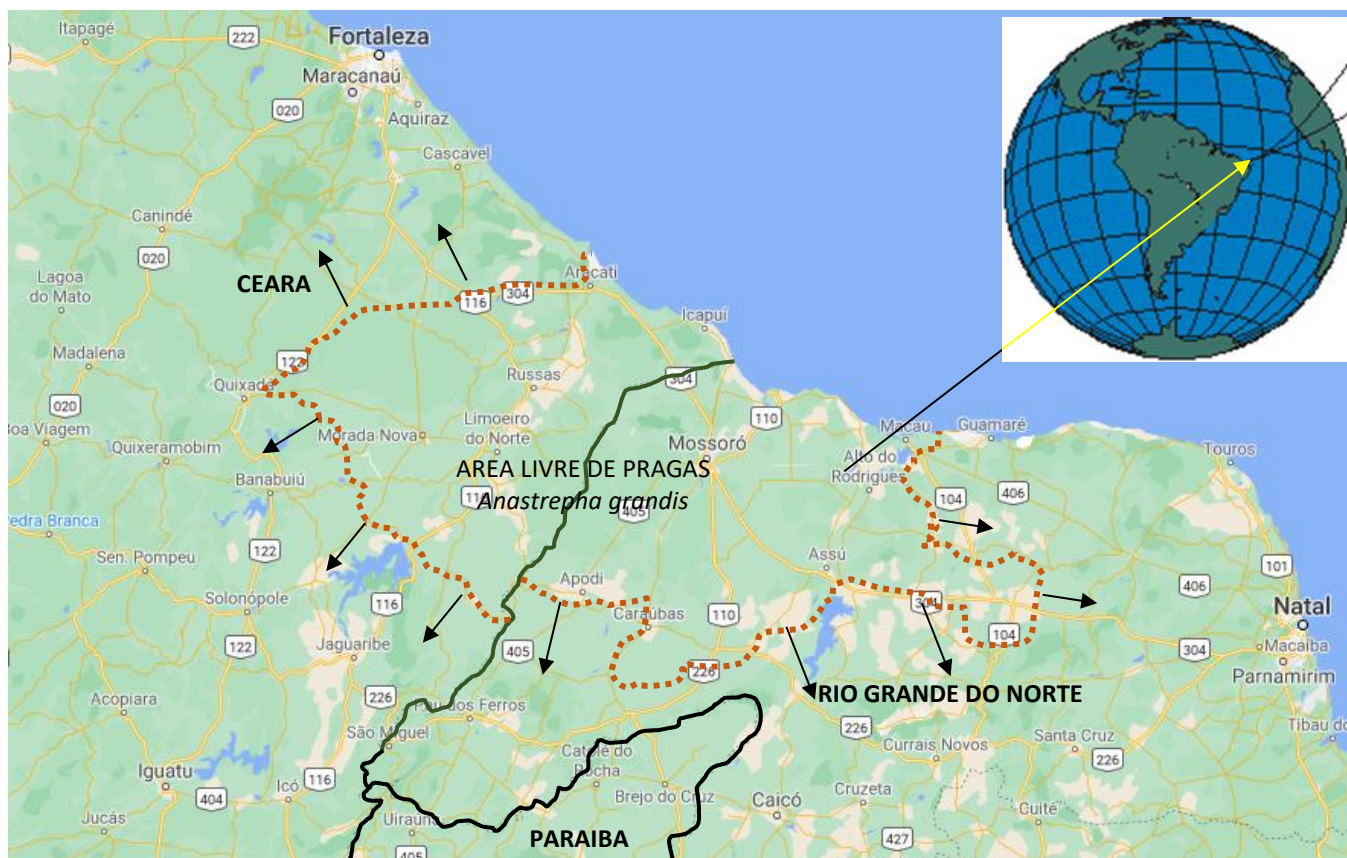 Itapagé
222
Fortaleza
Maracanaú
020
Aquiraz
Cascavel
Canindé
020
CEARA
Aracati
Lagoa
do Mato
116
304
Icapuí
Madalena
122
304
Quixadá
Russas
020
110
Macau
Guamaré
Limoeiro
do Norte
Boa Viagem
Quixeramobim
Morada Nova
Mossoró
Alto do
Rodrigues
Touros
AREA LIVRE DE PRAGAS
Anastrepha grandis
Banabuiú
116
405
104
406
Pedra Branca
122
Sen. Pompeu
Assú
101
Apodi
406
Solonópole
116
304
Natal
Caraúbas
110
122
405
104
Macaiba
Jaguaribe
304
Parnamirim
226
226
RIO GRANDE DO NORTE
Acopiara
Pau dos Ferros
226
Tibau do
São Miguel
Santa Cruz
Currais Novos
226
Catolé do
Rocha
Iguatu
116
404
Icó
Brejo do Cruz
Caicó
Cruzeta
Cuité
Jucás
Uiraúna
PARAIBA
427
405